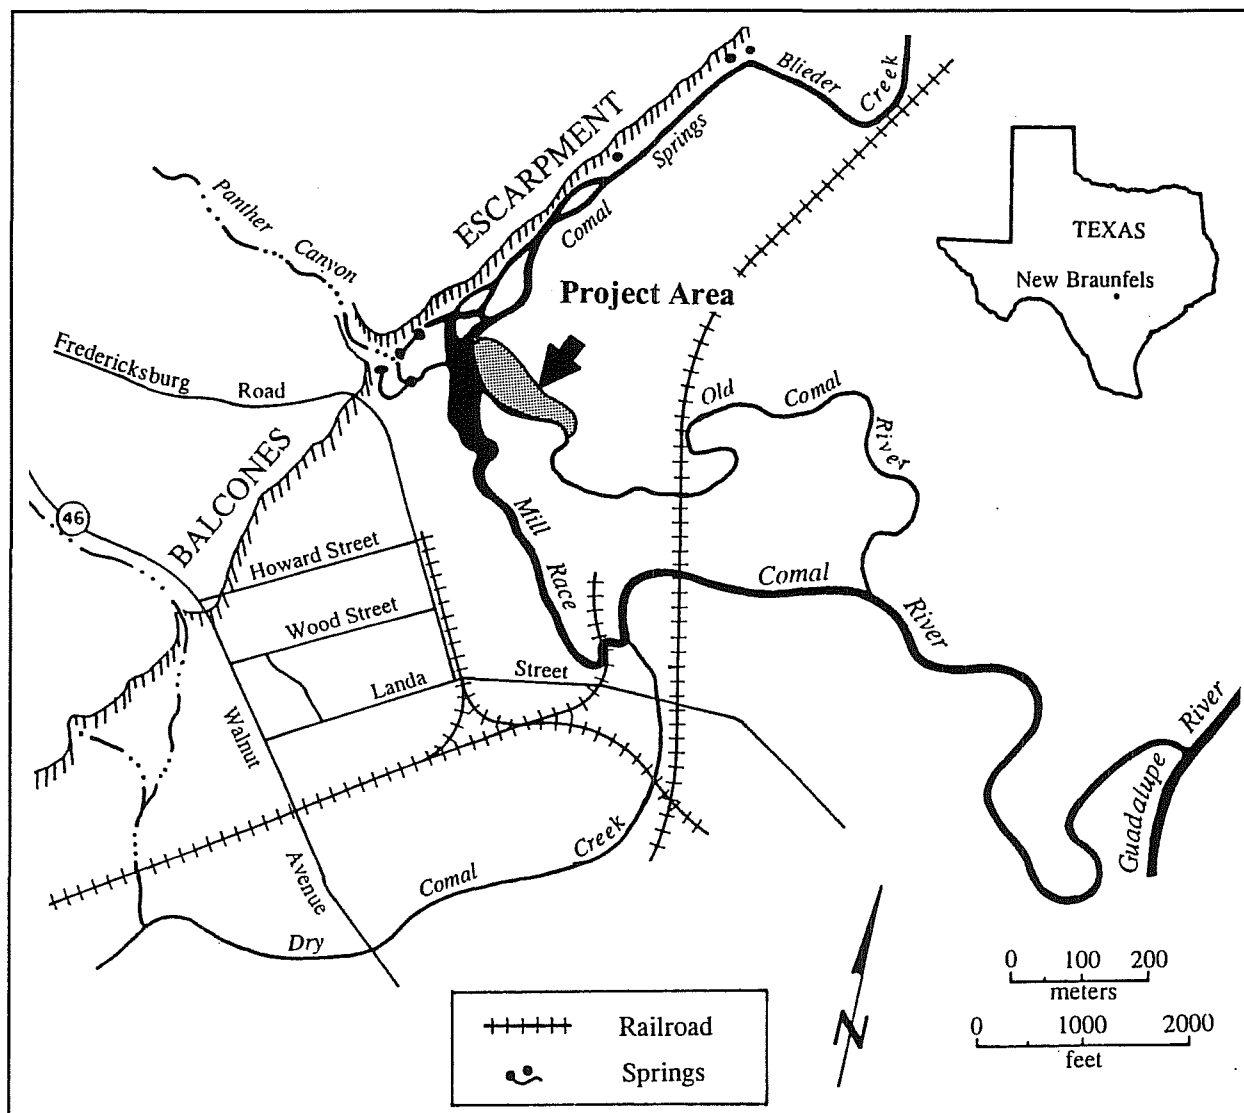 Blieder
Creek
ESCARPMENT
Springs
Comal
Panther
Canyon
TEXAS
New Braunfels
Project Area
Fredericksburg
Road
Old
Comal
River
BALCONES
46
Mill
Race
Howard Street
Comal
River
Wood Street
Landa
Street
Walnut
Avenue
River
Guadalupe
Creek
Comal
Dry
N
0 100 200
meters
0 1000 2000
feet
Railroad
Springs